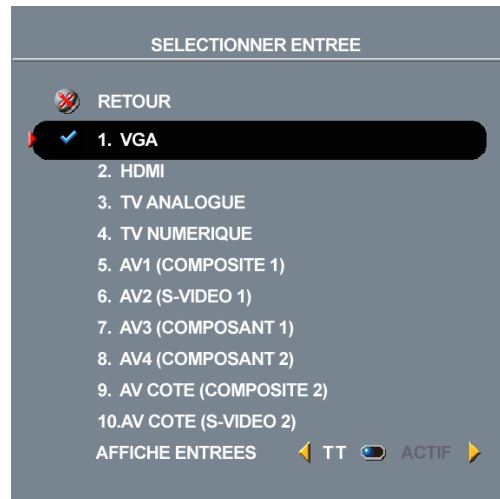 SELECTIONNER ENTREE
RETOUR
1. VGA
2. HDMI
3. TV ANALOGUE
4. TV NUMERIQUE
5. AV1 (COMPOSITE 1)
6. AV2 (S-VIDEO 1)
7. AV3 (COMPOSANT 1)
8. AV4 (COMPOSANT 2)
9. AV COTE (COMPOSITE 2)
10.AV COTE (S-VIDEO 2)
AFFICHE ENTREES TT ACTIF